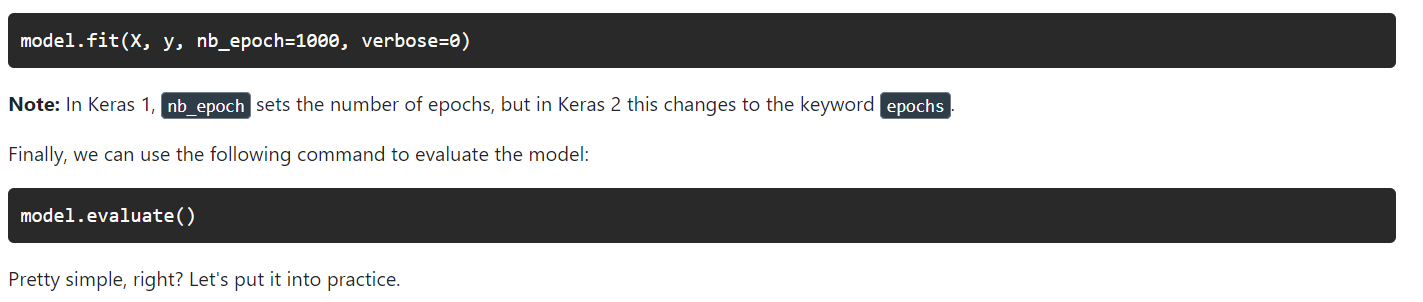 model.fit(X, y, nb_epoch=1000, verbose=0)
Note: In Keras 1, nb_epoch sets the number of epochs, but in Keras 2 this changes to the keyword epochs.
Finally, we can use the following command to evaluate the model:
model.evaluate()
Pretty simple, right? Let's put it into practice.